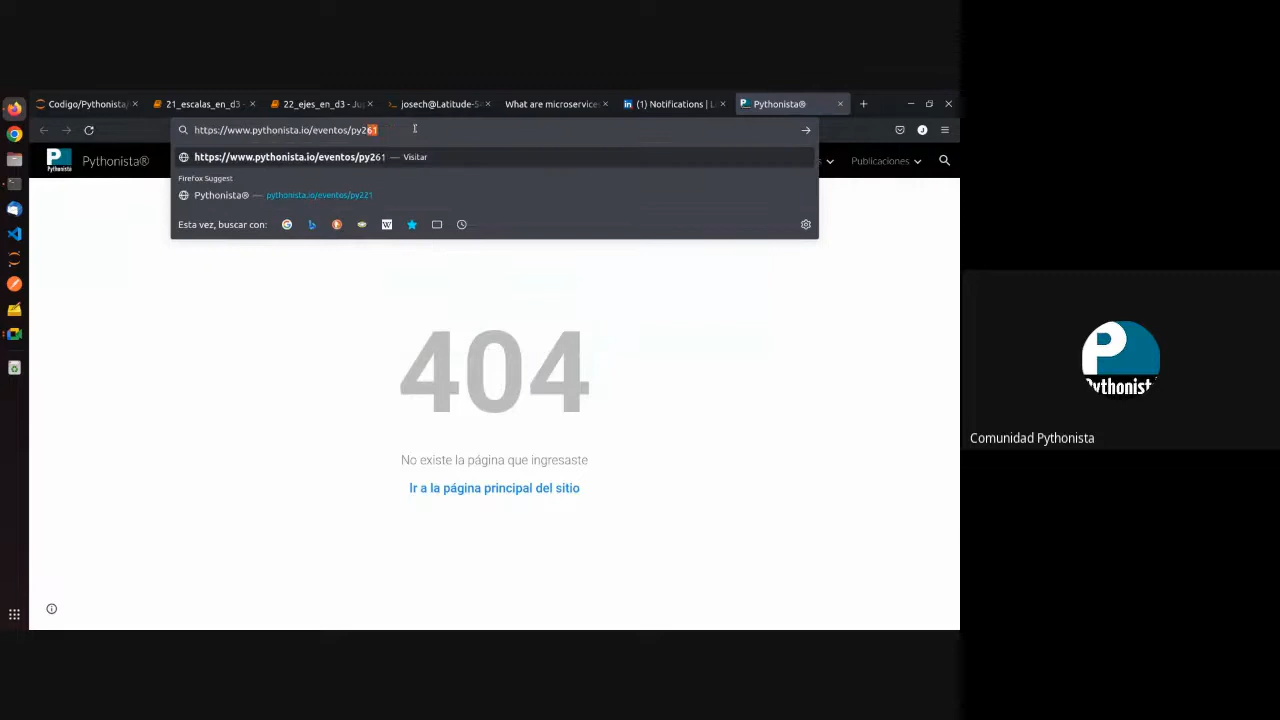 Codigo/Pythonista/
21_escalas_en_d3 -
22_ejes_en_d3 - Ju
josech@Latitude-5
What are microservice
(1) Notifications | L
Pythonista®
https://www.pythonista.io/eventos/py261
Pythonista®
https://www.pythonista.io/eventos/py261 — Visitar
s
Publicaciones
Firefox Suggest
Pythonista® — pythonista.io/eventos/py221
Esta vez, buscar con:
404
No existe la página que ingresaste
Ir a la página principal del sitio
Pythonist
Comunidad Pythonista